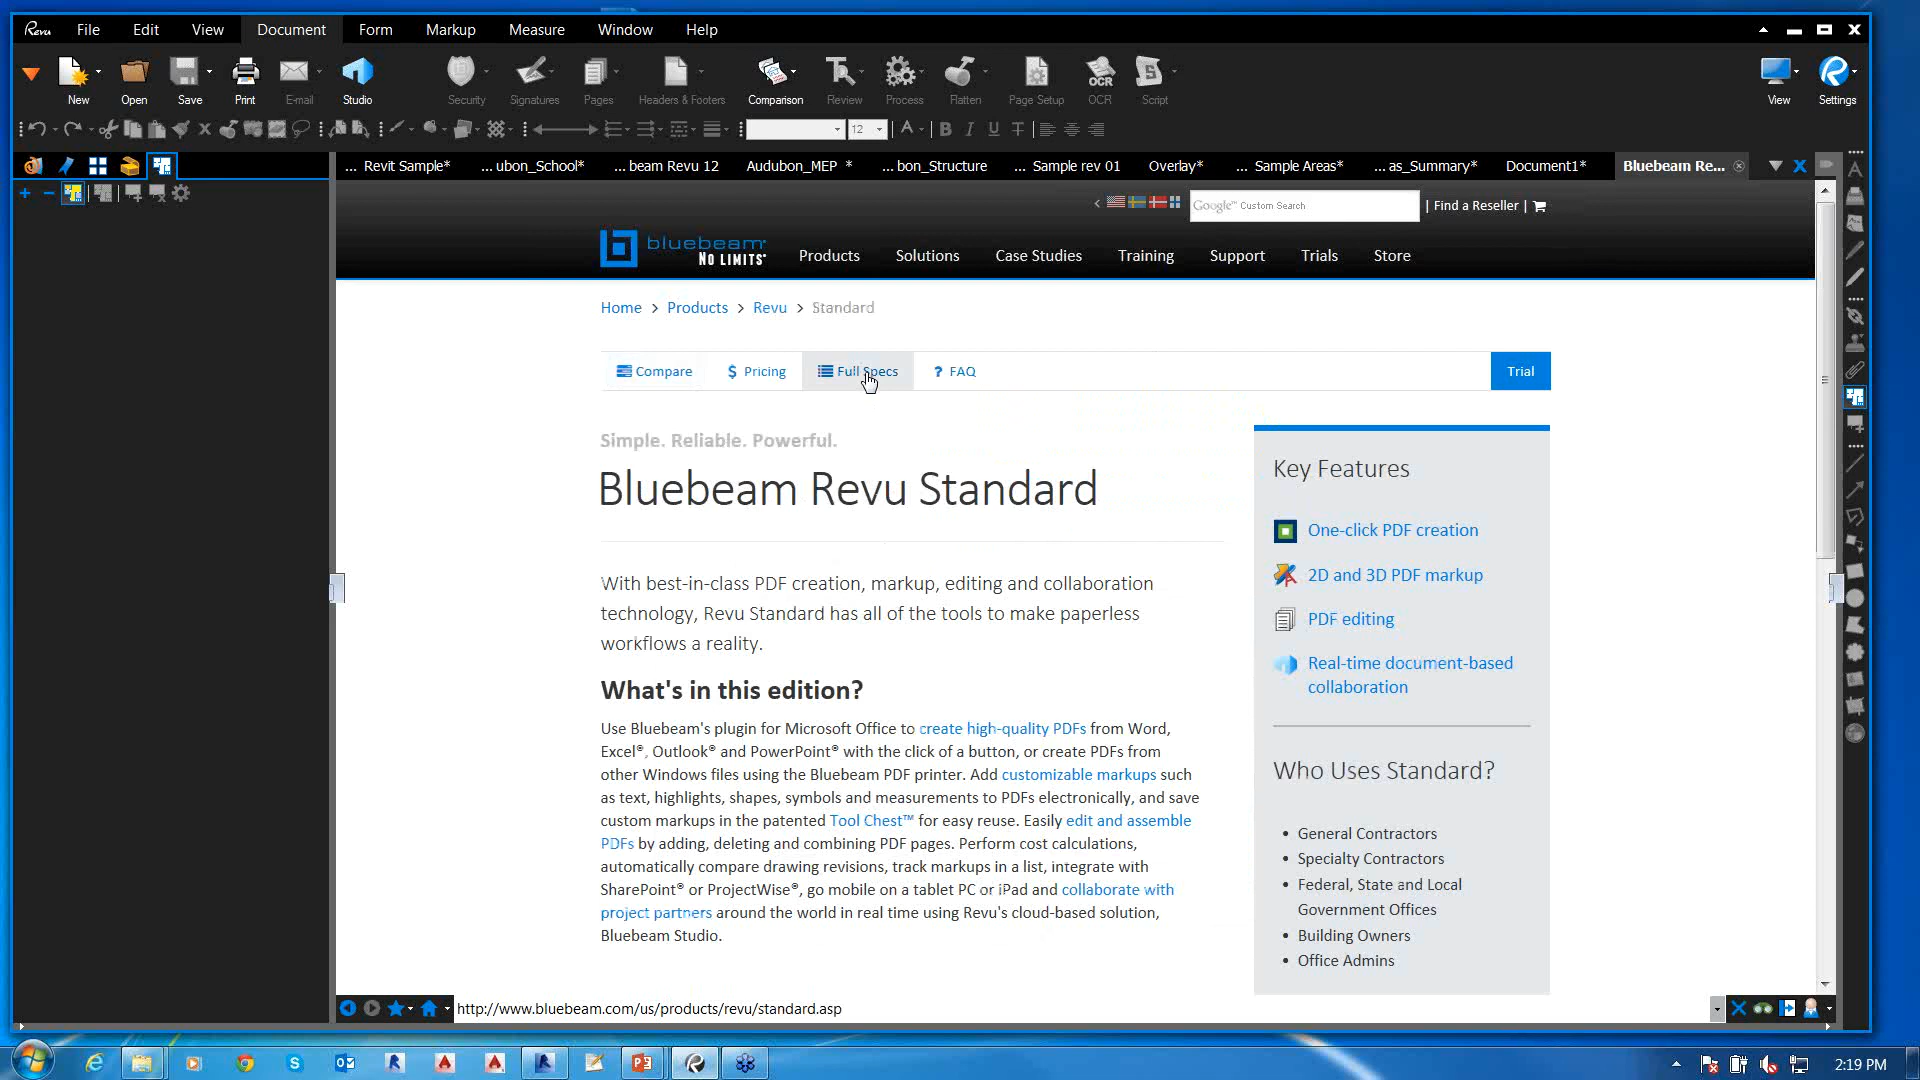 Revu File Edit View Document Form Markup Measure Window Help
New Open Save Print E-mail Studio Security Signatures Pages Headers & Footers Comparison Review Process Flatten Page Setup OCR Script View Settings
12
... Revit Sample* ... ubon_School* ... beam Revu 12 Audubon_MEP * ... bon_Structure ... Sample rev 01 Overlay* ... Sample Areas* ... as_Summary* Document1* Bluebeam Re...
Google™ Custom Search | Find a Reseller |
bluebeam®
NO LIMITS®
Products Solutions Case Studies Training Support Trials Store
Home > Products > Revu > Standard
Compare $ Pricing Full Specs ? FAQ Trial
Simple. Reliable. Powerful.
Bluebeam Revu Standard
With best-in-class PDF creation, markup, editing and collaboration
technology, Revu Standard has all of the tools to make paperless
workflows a reality.
What's in this edition?
Use Bluebeam's plugin for Microsoft Office to create high-quality PDFs from Word,
Excel®, Outlook® and PowerPoint® with the click of a button, or create PDFs from
other Windows files using the Bluebeam PDF printer. Add customizable markups such
as text, highlights, shapes, symbols and measurements to PDFs electronically, and save
custom markups in the patented Tool Chest™ for easy reuse. Easily edit and assemble
PDFs by adding, deleting and combining PDF pages. Perform cost calculations,
automatically compare drawing revisions, track markups in a list, integrate with
SharePoint® or ProjectWise®, go mobile on a tablet PC or iPad and collaborate with
project partners around the world in real time using Revu's cloud-based solution,
Bluebeam Studio.
Key Features
One-click PDF creation
2D and 3D PDF markup
PDF editing
Real-time document-based
collaboration
Who Uses Standard?
• General Contractors
• Specialty Contractors
• Federal, State and Local
Government Offices
• Building Owners
• Office Admins
http://www.bluebeam.com/us/products/revu/standard.asp
2:19 PM